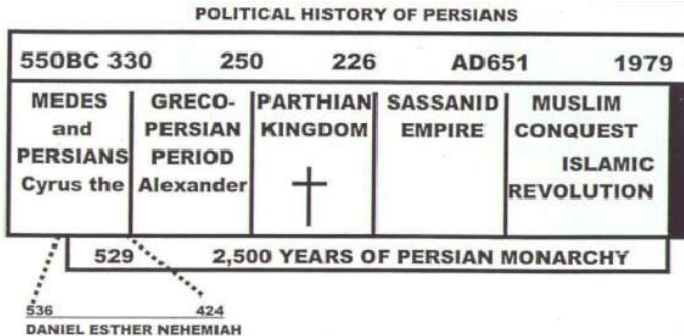 POLITICAL HISTORY OF PERSIANS
550BC 330 250 226 AD651 1979
MEDES
and
PERSIANS
Cyrus the
GRECO-
PERSIAN
PERIOD
Alexander
PARTHIAN
KINGDOM
SASSANID
EMPIRE
MUSLIM
CONQUEST
ISLAMIC
REVOLUTION
529 2,500 YEARS OF PERSIAN MONARCHY
536 424
DANIEL ESTHER NEHEMIAH